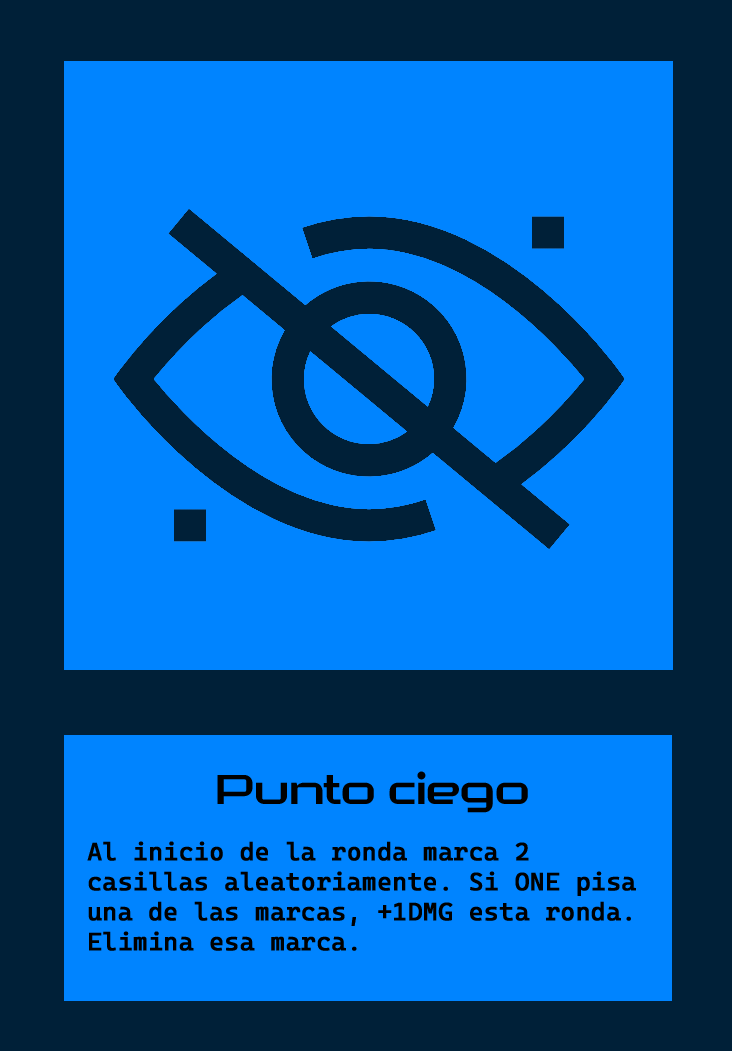 Punto ciego
Al inicio de la ronda marca 2
casillas aleatoriamente. Si ONE pisa
una de las marcas, +1DMG esta ronda.
Elimina esa marca.